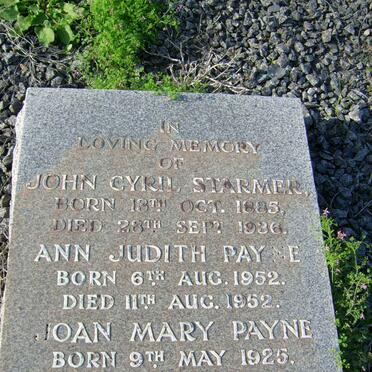 IN
LOVING MEMORY
OF
JOHN CYRIL STARMER,
BORN 13TH OCT. 1885,
DIED 28TH SEPT 1936.
ANN JUDITH PAYNE
BORN 6TH AUG. 1952.
DIED 11TH AUG. 1952.
JOAN MARY PAYNE
BORN 9TH MAY 1925.